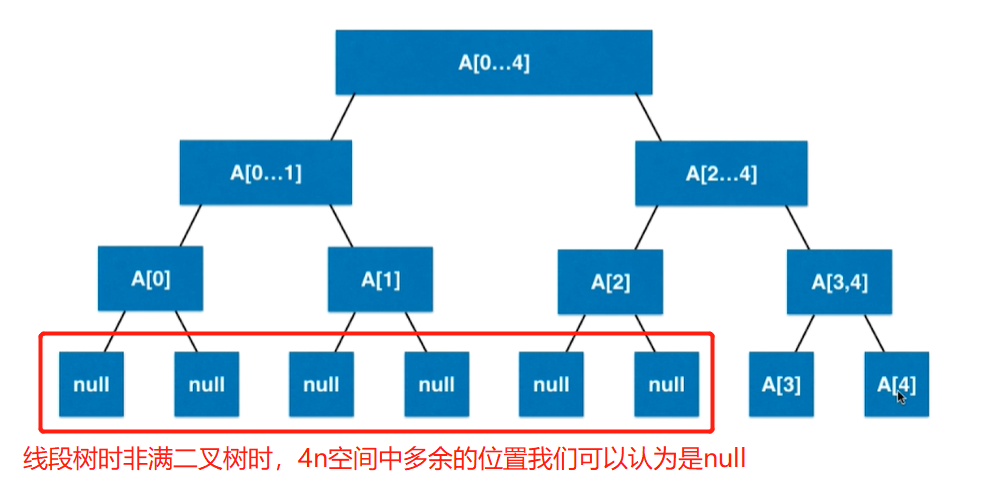 A[0...4]
A[0...1]
A[2...4]
A[0]
A[1]
A[2]
A[3,4]
null
null
null
null
null
null
A[3]
A[4]
线段树时非满二叉树时，4n空间中多余的位置我们可以认为是null